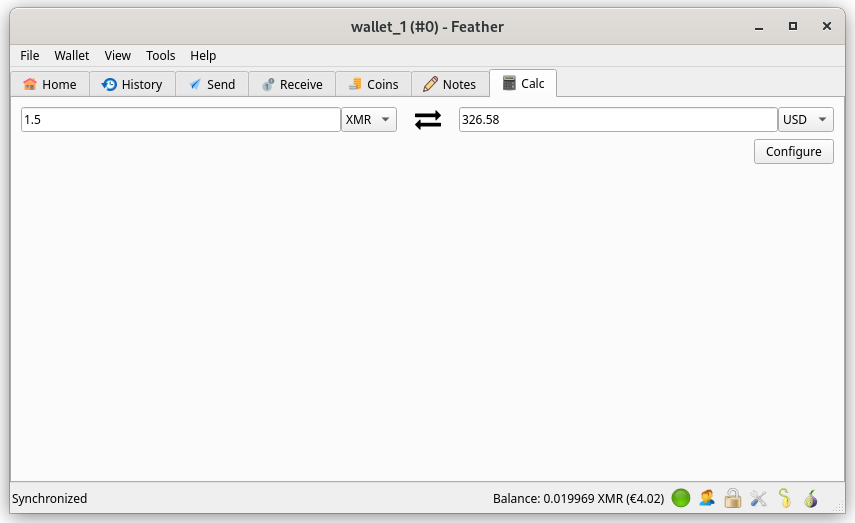 wallet_1 (#0) - Feather
File Wallet View Tools Help
Home History Send Receive Coins Notes Calc
1.5 XMR 326.58 USD
Configure
Synchronized Balance: 0.019969 XMR (€4.02)